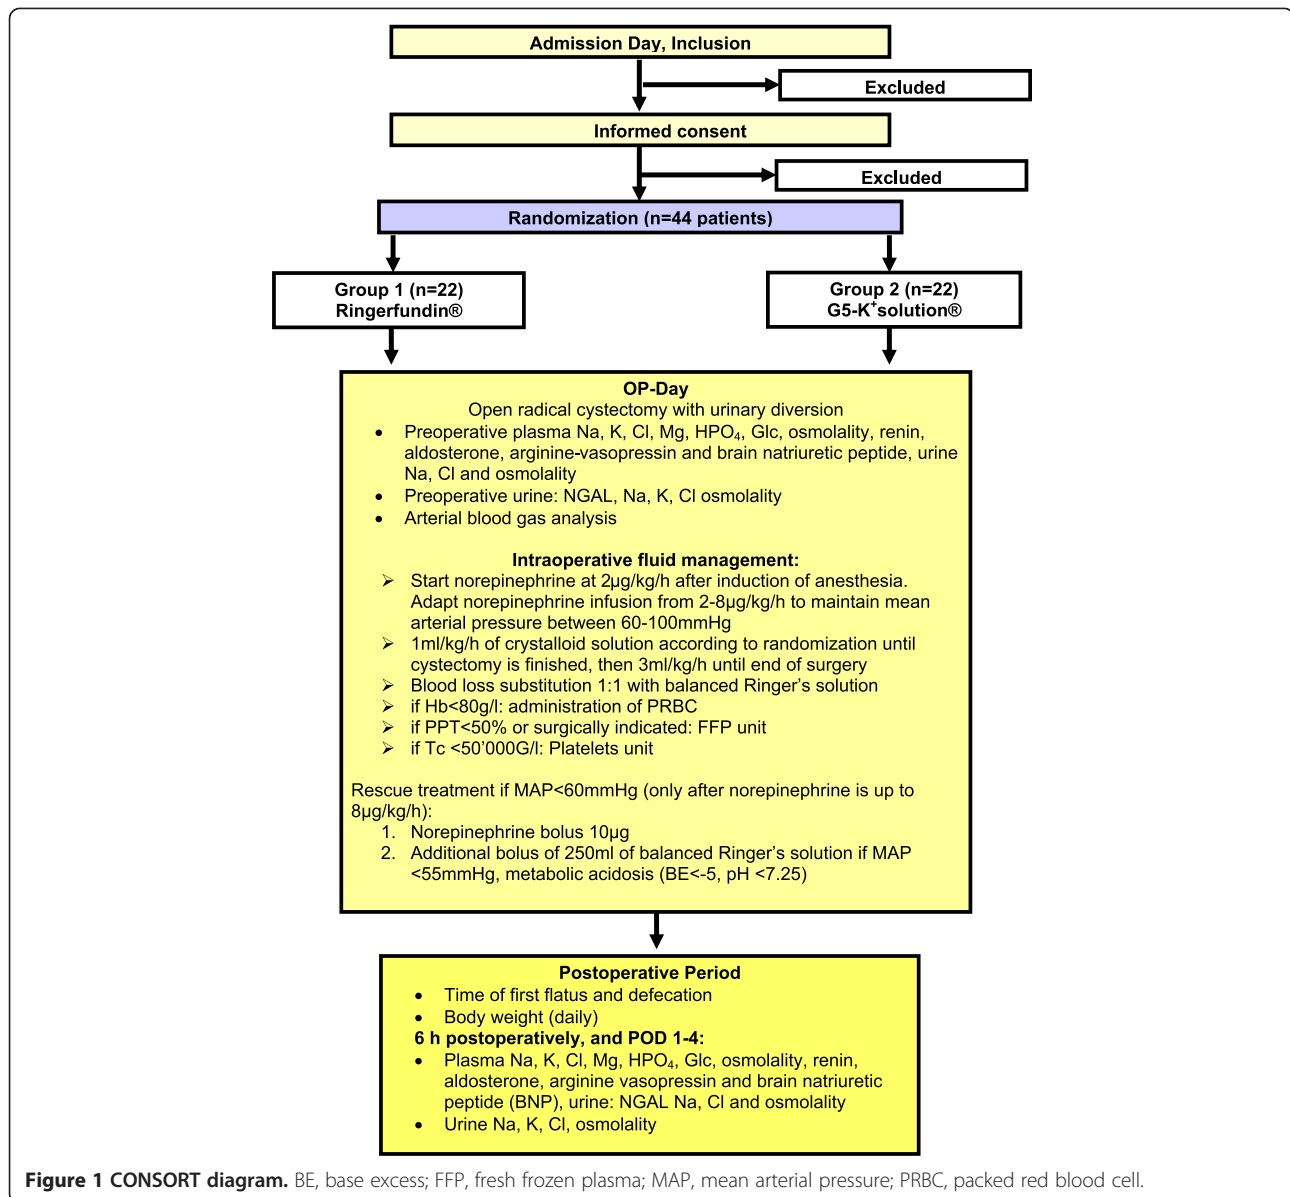 Admission Day, Inclusion
Excluded
Informed consent
Excluded
Randomization (n=44 patients)
Group 1 (n=22)
Ringerfundin®
Group 2 (n=22)
G5-K⁺solution®
OP-Day
Open radical cystectomy with urinary diversion
• Preoperative plasma Na, K, Cl, Mg, HPO₄, Glc, osmolality, renin,
aldosterone, arginine-vasopressin and brain natriuretic peptide, urine
Na, Cl and osmolality
• Preoperative urine: NGAL, Na, K, Cl osmolality
• Arterial blood gas analysis
Intraoperative fluid management:
➢ Start norepinephrine at 2µg/kg/h after induction of anesthesia.
Adapt norepinephrine infusion from 2-8µg/kg/h to maintain mean
arterial pressure between 60-100mmHg
➢ 1ml/kg/h of crystalloid solution according to randomization until
cystectomy is finished, then 3ml/kg/h until end of surgery
➢ Blood loss substitution 1:1 with balanced Ringer's solution
➢ if Hb<80g/l: administration of PRBC
➢ if PPT<50% or surgically indicated: FFP unit
➢ if Tc <50'000G/l: Platelets unit
Rescue treatment if MAP<60mmHg (only after norepinephrine is up to
8µg/kg/h):
1. Norepinephrine bolus 10µg
2. Additional bolus of 250ml of balanced Ringer's solution if MAP
<55mmHg, metabolic acidosis (BE<-5, pH <7.25)
Postoperative Period
• Time of first flatus and defecation
• Body weight (daily)
6 h postoperatively, and POD 1-4:
• Plasma Na, K, Cl, Mg, HPO₄, Glc, osmolality, renin,
aldosterone, arginine vasopressin and brain natriuretic
peptide (BNP), urine: NGAL Na, Cl and osmolality
• Urine Na, K, Cl, osmolality
Figure 1 CONSORT diagram. BE, base excess; FFP, fresh frozen plasma; MAP, mean arterial pressure; PRBC, packed red blood cell.